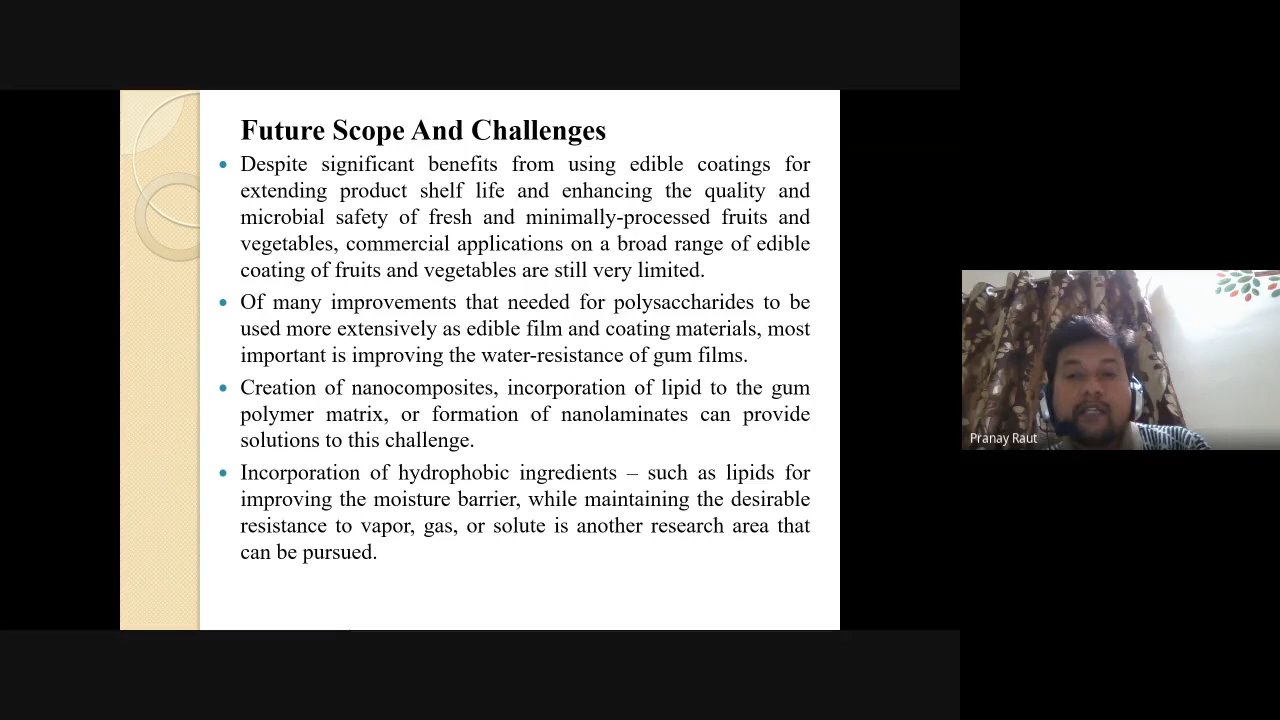 Future Scope And Challenges
• Despite significant benefits from using edible coatings for
extending product shelf life and enhancing the quality and
microbial safety of fresh and minimally-processed fruits and
vegetables, commercial applications on a broad range of edible
coating of fruits and vegetables are still very limited.
• Of many improvements that needed for polysaccharides to be
used more extensively as edible film and coating materials, most
important is improving the water-resistance of gum films.
• Creation of nanocomposites, incorporation of lipid to the gum
polymer matrix, or formation of nanolaminates can provide
solutions to this challenge.
• Incorporation of hydrophobic ingredients – such as lipids for
improving the moisture barrier, while maintaining the desirable
resistance to vapor, gas, or solute is another research area that
can be pursued.
Pranay Raut